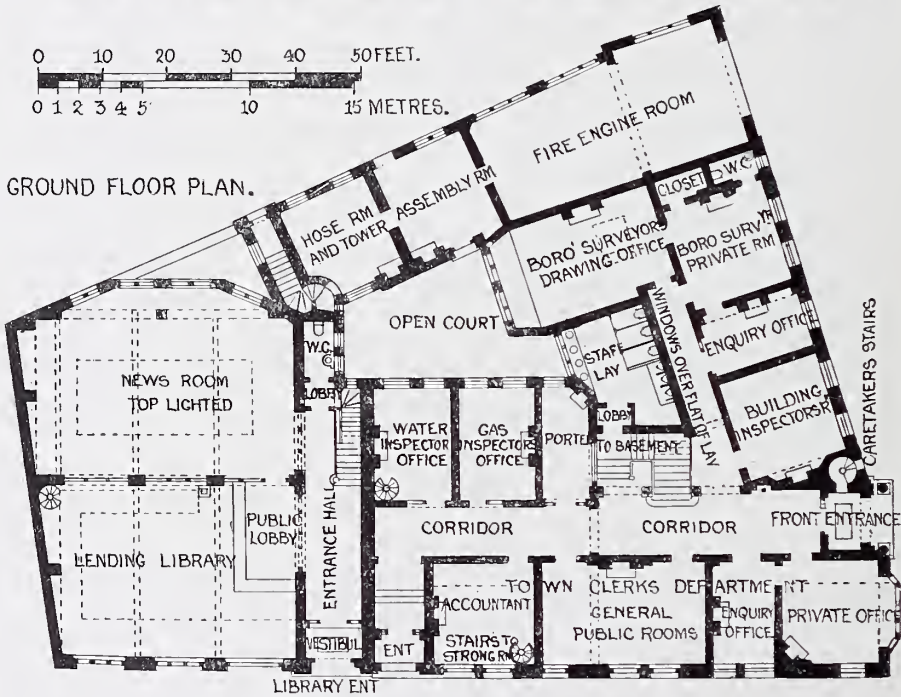 0 10 20 30 40 50 FEET.
0 1 2 3 4 5 10 15 METRES.
GROUND FLOOR PLAN.
FIRE ENGINE ROOM
HOSE RM
AND TOWER
ASSEMBLY RM
CLOSET
W.C.
BORO' SURVEYORS
DRAWING-OFFICE
BORO SURVYR
PRIVATE RM
OPEN COURT
WINDOWS OVER FLAT OF LAV
ENQUIRY OFFICE
STAFF
LAV
BUILDING
INSPECTORS R
CARETAKERS STAIRS
NEWS ROOM
TOP LIGHTED
W.C.
LOBBY
WATER
INSPECTOR
OFFICE
GAS
INSPECTORS
OFFICE
PORTER
LOBBY
TO BASEMENT
PUBLIC
LOBBY
ENTRANCE HALL
CORRIDOR
CORRIDOR
FRONT ENTRANCE
LENDING LIBRARY
TOWN CLERKS DEPARTMENT
ACCOUNTANT
GENERAL
PUBLIC ROOMS
ENQUIRY
OFFICE
PRIVATE OFFICE
STAIRS TO
STRONG RM
VESTIBUL
ENT
LIBRARY ENT